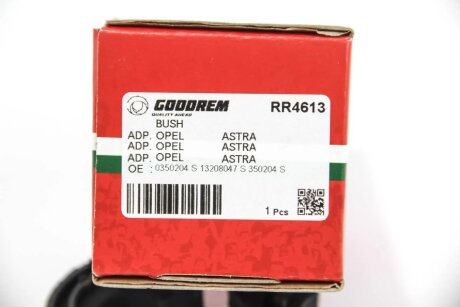 GOODREM RR4613
QUALITY AHEAD
BUSH
ADP. OPEL ASTRA
ADP. OPEL ASTRA
ADP. OPEL ASTRA
OE : 0350204 S 13208047 S 350204 S
1 Pcs